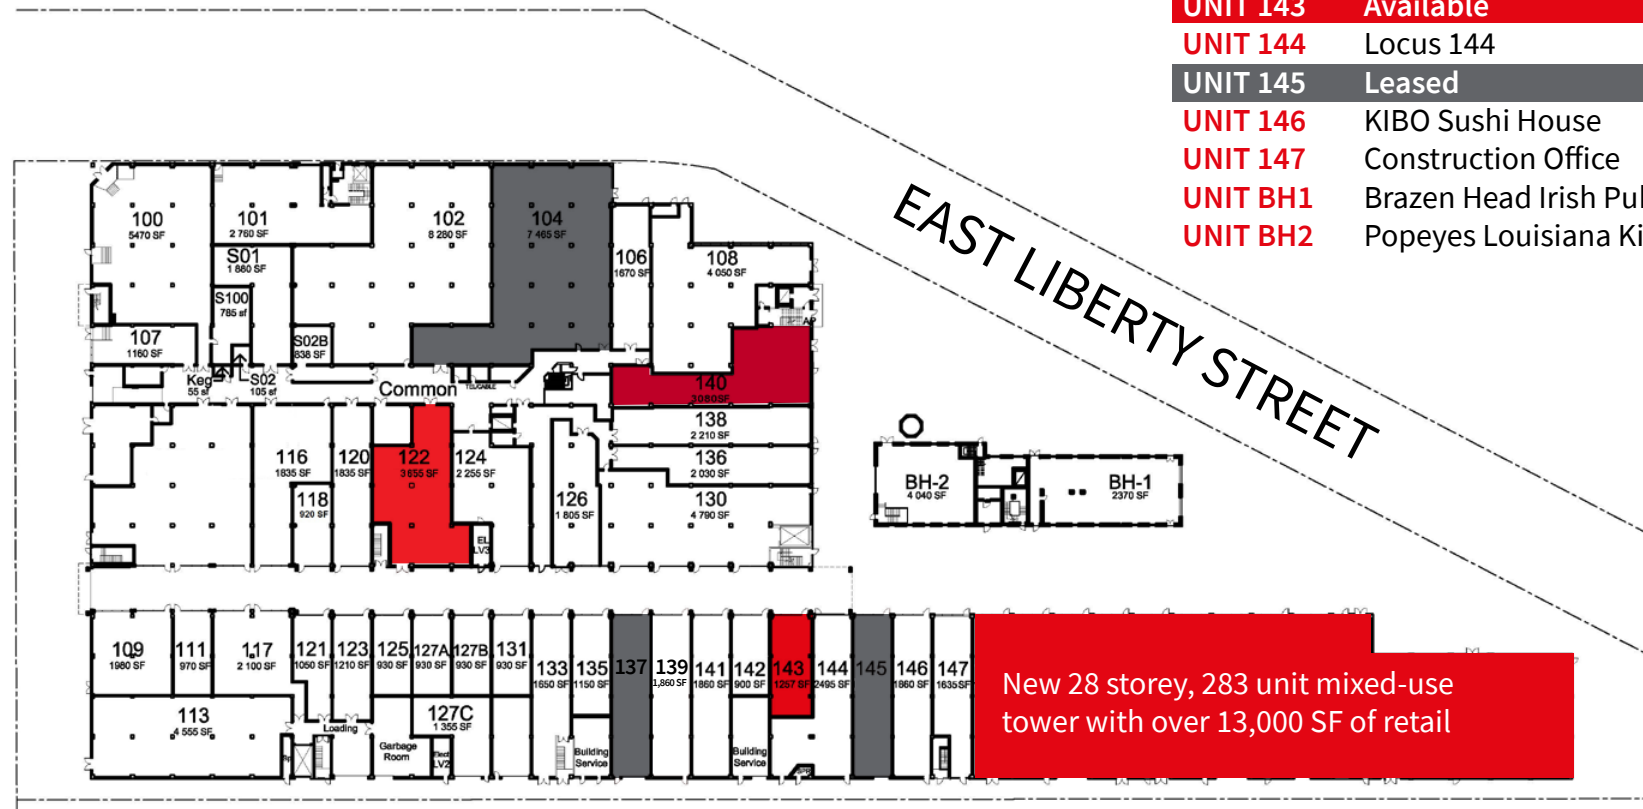 UNIT 143 Available
UNIT 144 Locus 144
UNIT 145 Leased
UNIT 146 KIBO Sushi House
UNIT 147 Construction Office
UNIT BH1 Brazen Head Irish Pu
UNIT BH2 Popeyes Louisiana Ki
EAST LIBERTY STREET
100
5470 SF
101
2 760 SF
102
8 280 SF
104
7 465 SF
106
1670 SF
108
4 050 SF
S01
1 860 SF
S100
785 sf
S02B
838 SF
107
1160 SF
Keg
55 sf
S02
105 sf
Common
140
3080 SF
138
2 210 SF
136
2 030 SF
130
4 790 SF
116
1835 SF
118
920 SF
120
1835 SF
122
3 655 SF
124
2 255 SF
126
1 805 SF
EL
LV3
BH-2
4 040 SF
BH-1
2370 SF
109
1980 SF
111
970 SF
117
2 100 SF
121
1050 SF
123
1210 SF
125
930 SF
127A
930 SF
127B
930 SF
131
930 SF
133
1650 SF
135
1150 SF
137
139
1,860 SF
141
1860 SF
142
900 SF
143
1257 SF
144
2495 SF
145
146
1860 SF
147
1635 SF
113
4 555 SF
Loading
Garbage
Room
127C
1 355 SF
Elect
LV2
Building
Service
Building
Service
New 28 storey, 283 unit mixed-use
tower with over 13,000 SF of retail